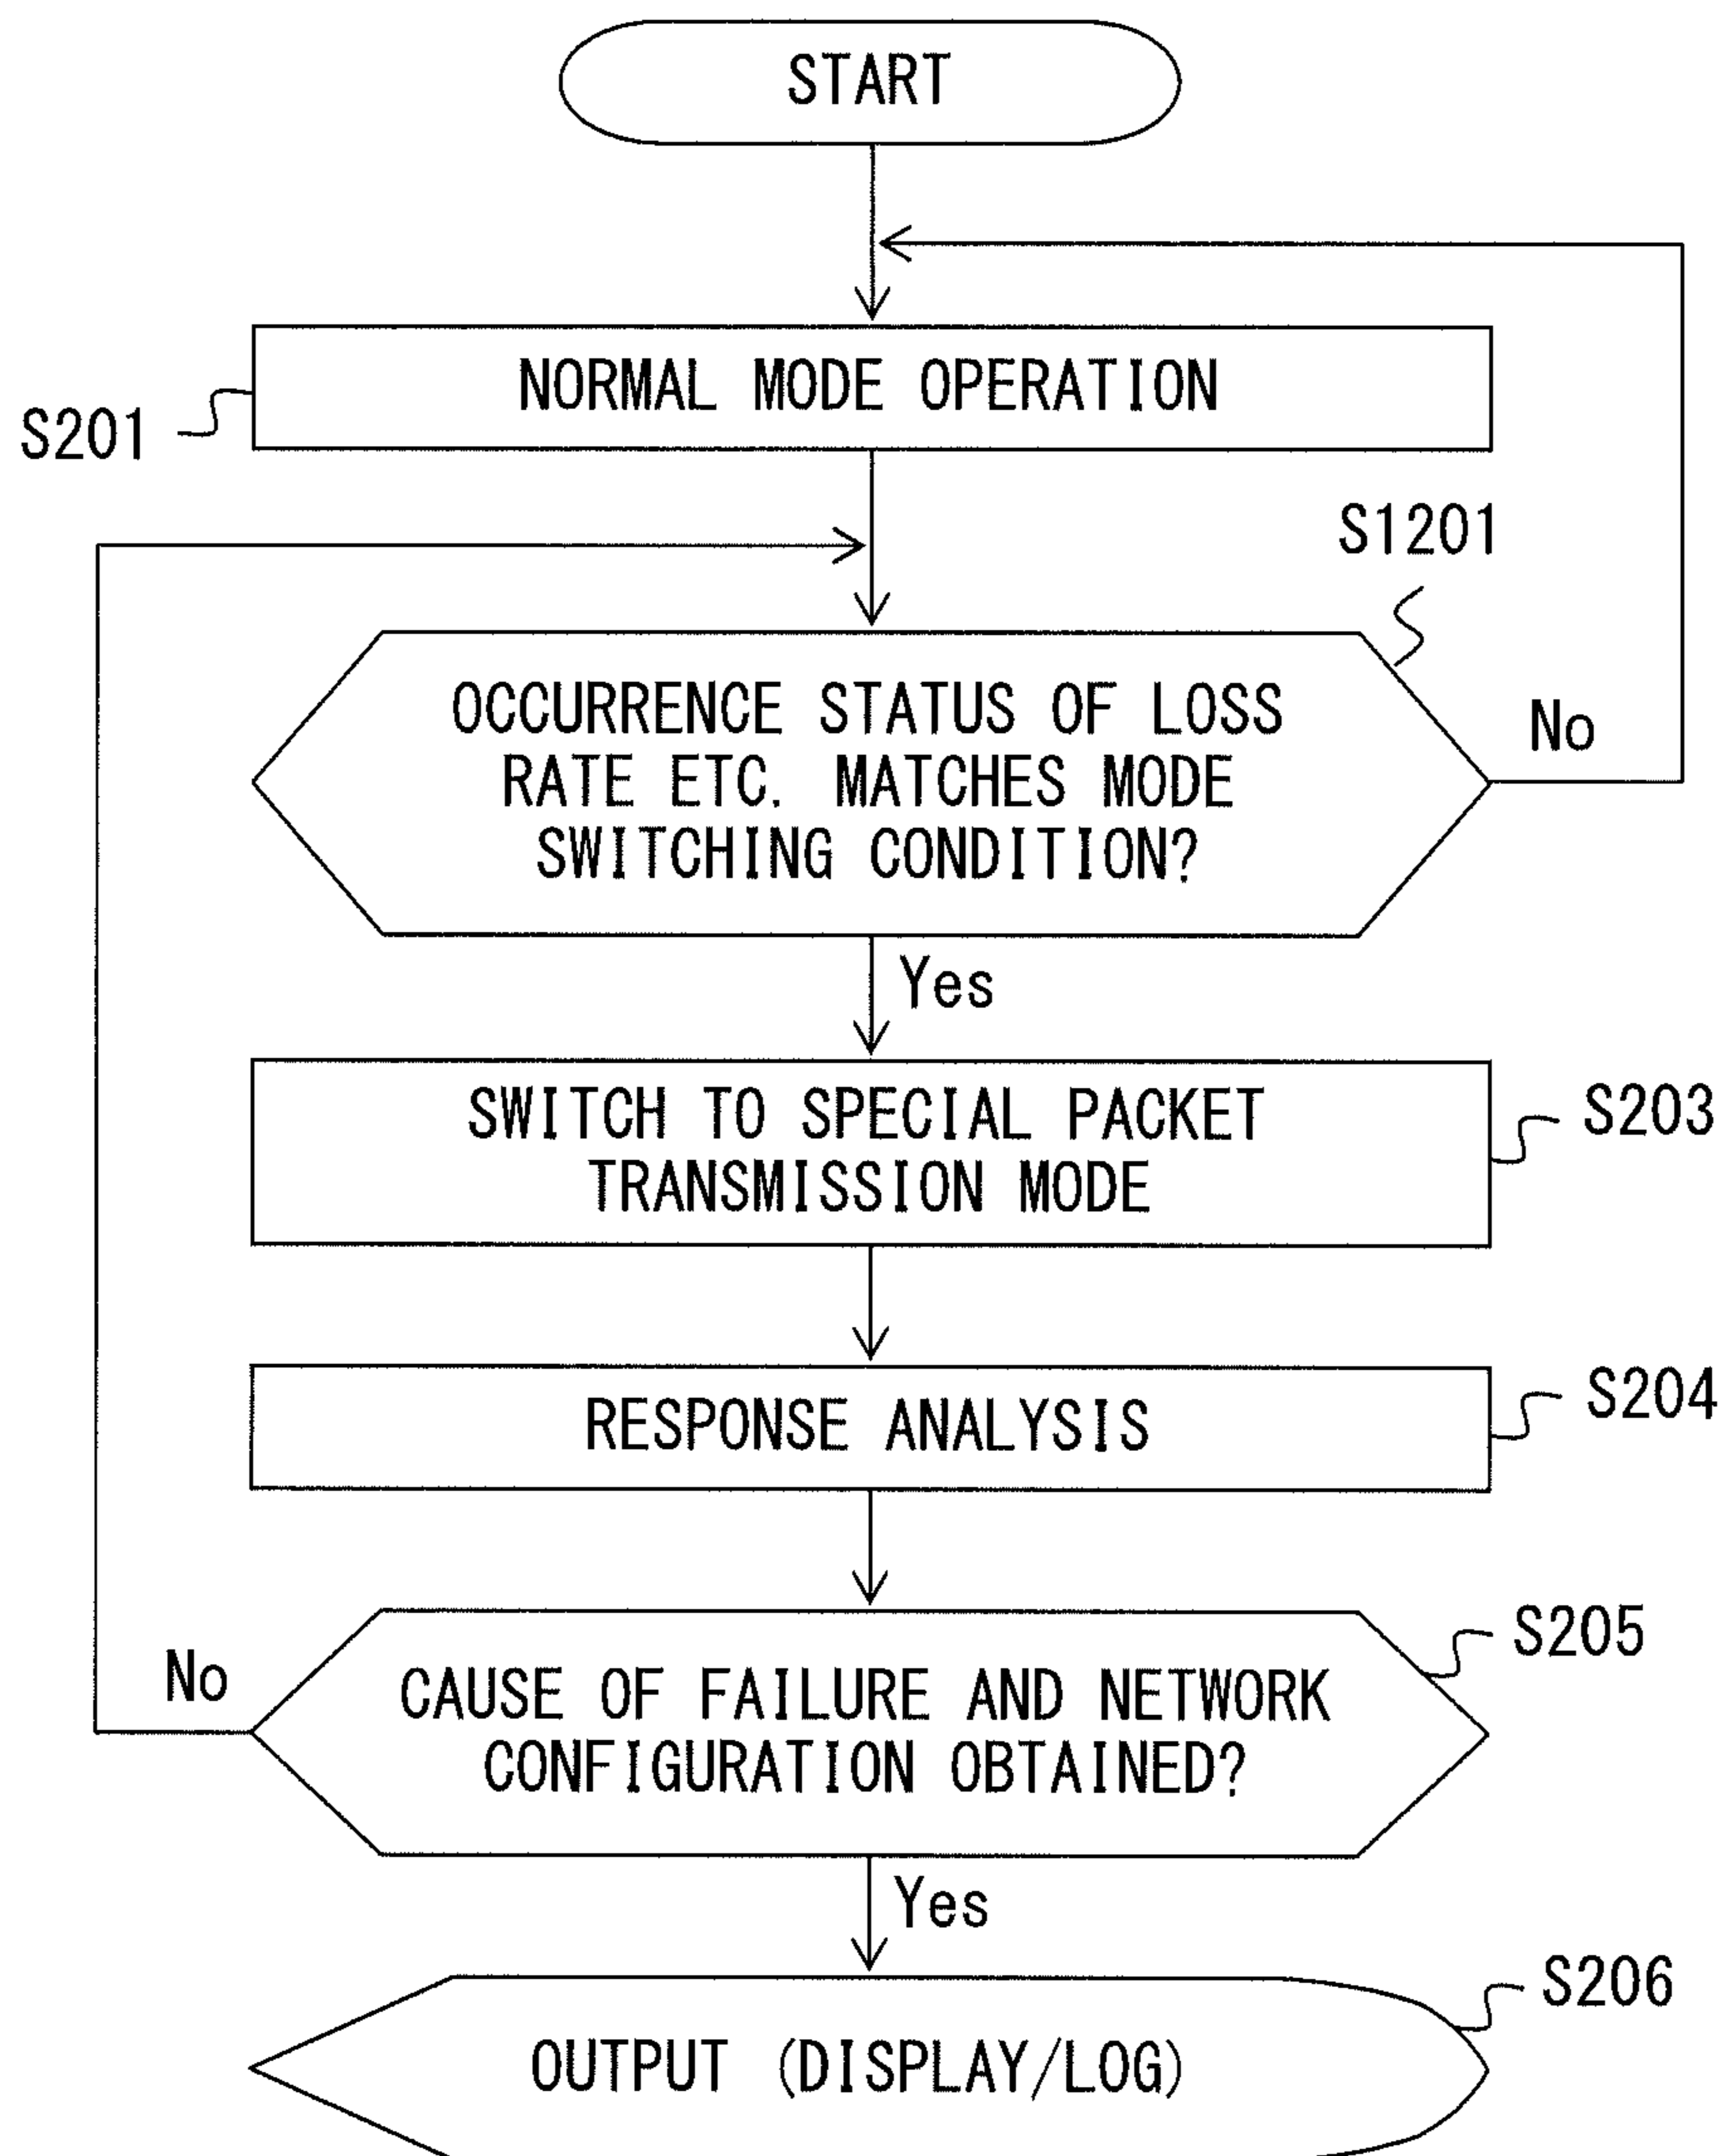 START
NORMAL MODE OPERATION
S201
S1201
OCCURRENCE STATUS OF LOSS
RATE ETC. MATCHES MODE
SWITCHING CONDITION?
No
Yes
SWITCH TO SPECIAL PACKET
TRANSMISSION MODE
S203
RESPONSE ANALYSIS
S204
S205
CAUSE OF FAILURE AND NETWORK
CONFIGURATION OBTAINED?
No
Yes
S206
OUTPUT (DISPLAY/LOG)